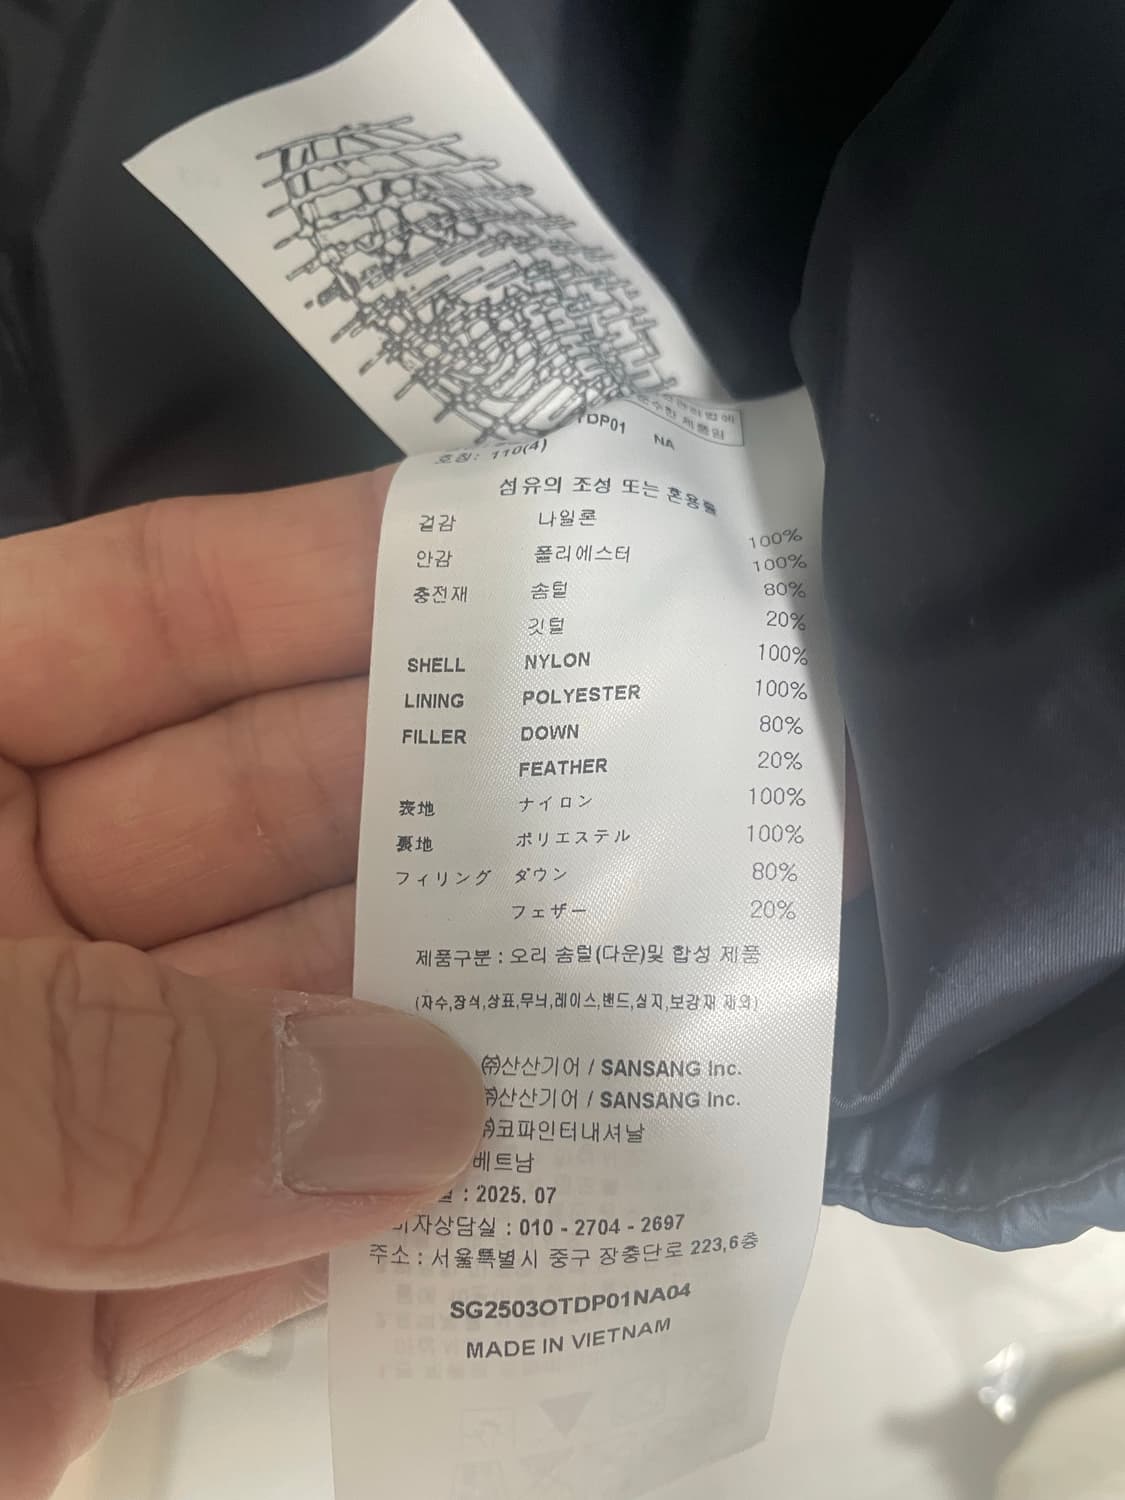 준수한 제품임
TDP01 NA
호칭: 110(4)
섬유의 조성 또는 혼용률
겉감 나일론 100%
안감 폴리에스터 100%
충전재 솜털 80%
깃털 20%
SHELL NYLON 100%
LINING POLYESTER 100%
FILLER DOWN 80%
FEATHER 20%
表地 ナイロン 100%
裏地 ポリエステル 100%
フィリング ダウン 80%
フェザー 20%
제품구분 : 오리 솜털(다운)및 합성 제품
(자수,장식,상표,무늬,레이스,밴드,심지,보강재 제외)
㈜산산기어 / SANSANG Inc.
㈜산산기어 / SANSANG Inc.
㈜코파인터내셔날
베트남
: 2025. 07
자상담실 : 010 - 2704 - 2697
주소 : 서울특별시 중구 장충단로 223,6층
SG2503OTDP01NA04
MADE IN VIETNAM